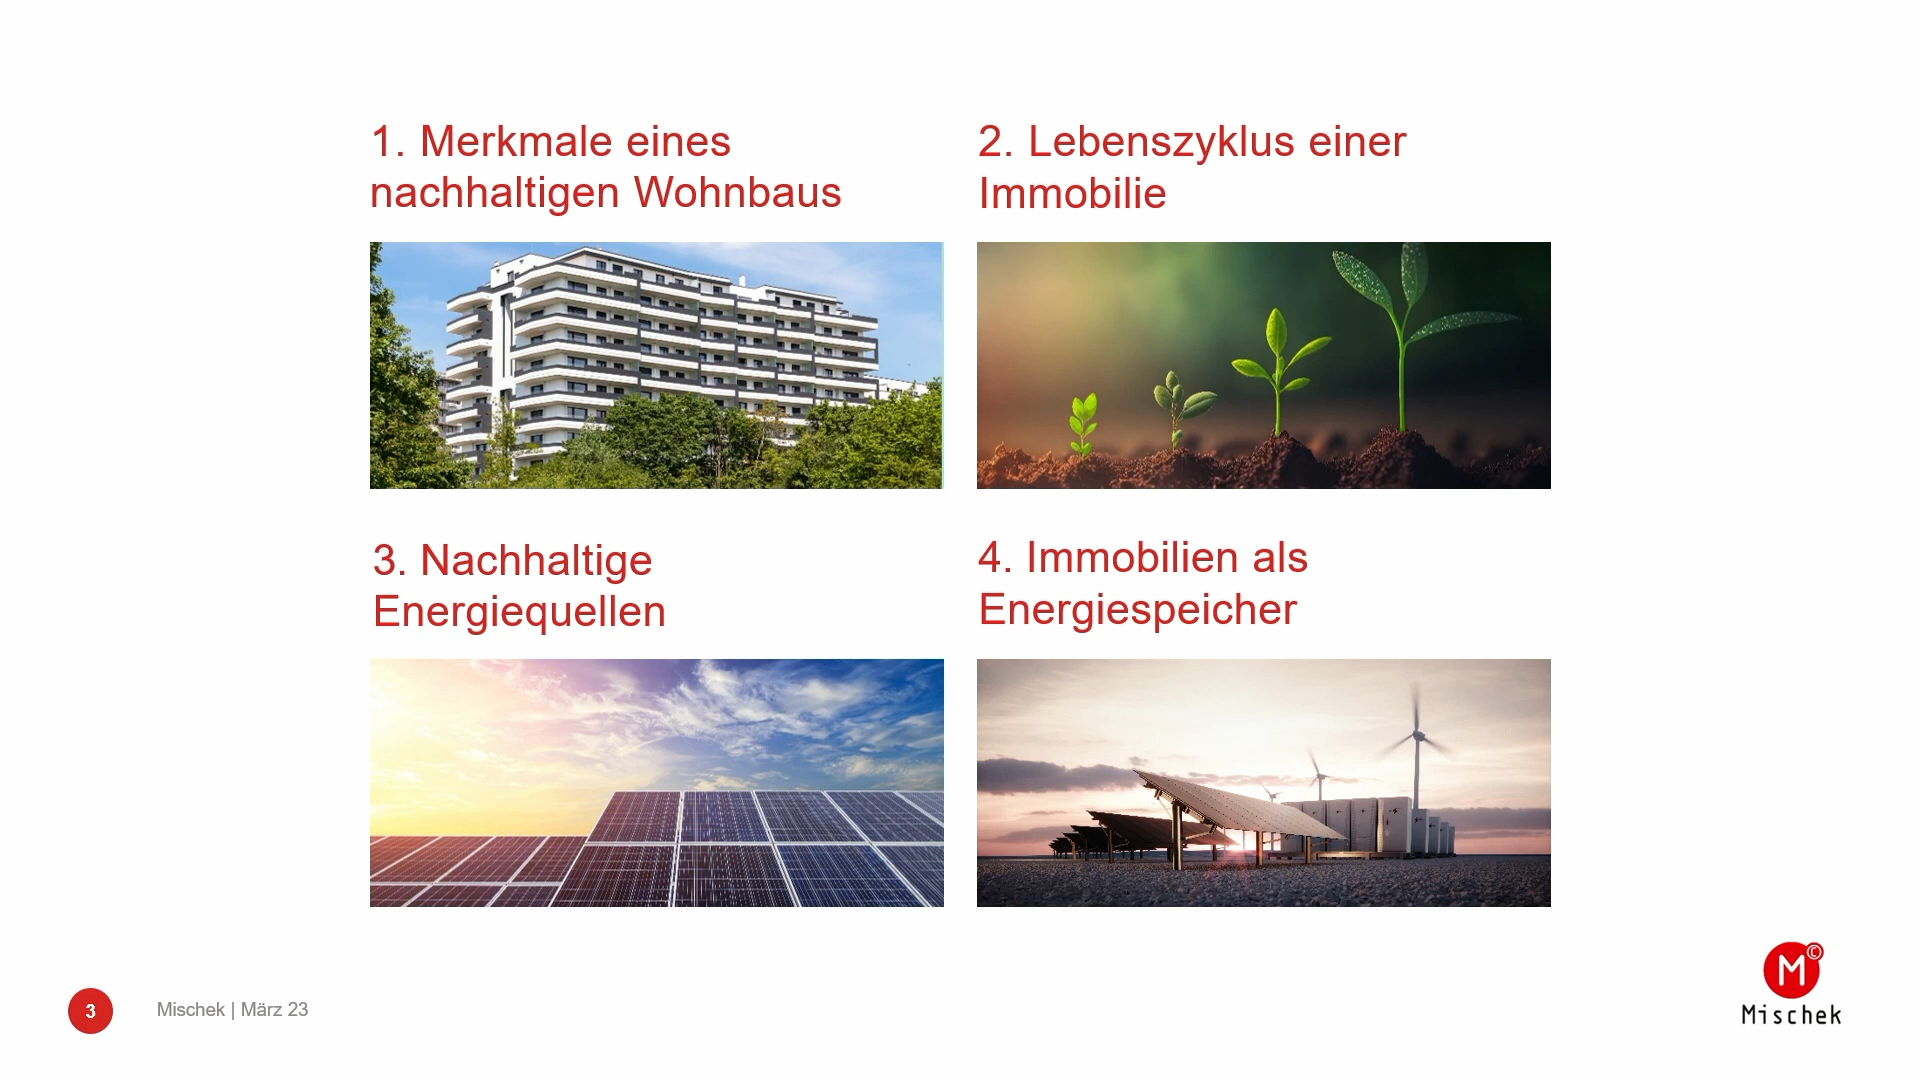 1. Merkmale eines
nachhaltigen Wohnbaus
2. Lebenszyklus einer
Immobilie
3. Nachhaltige
Energiequellen
4. Immobilien als
Energiespeicher
3
Mischek | März 23
M©
Mischek